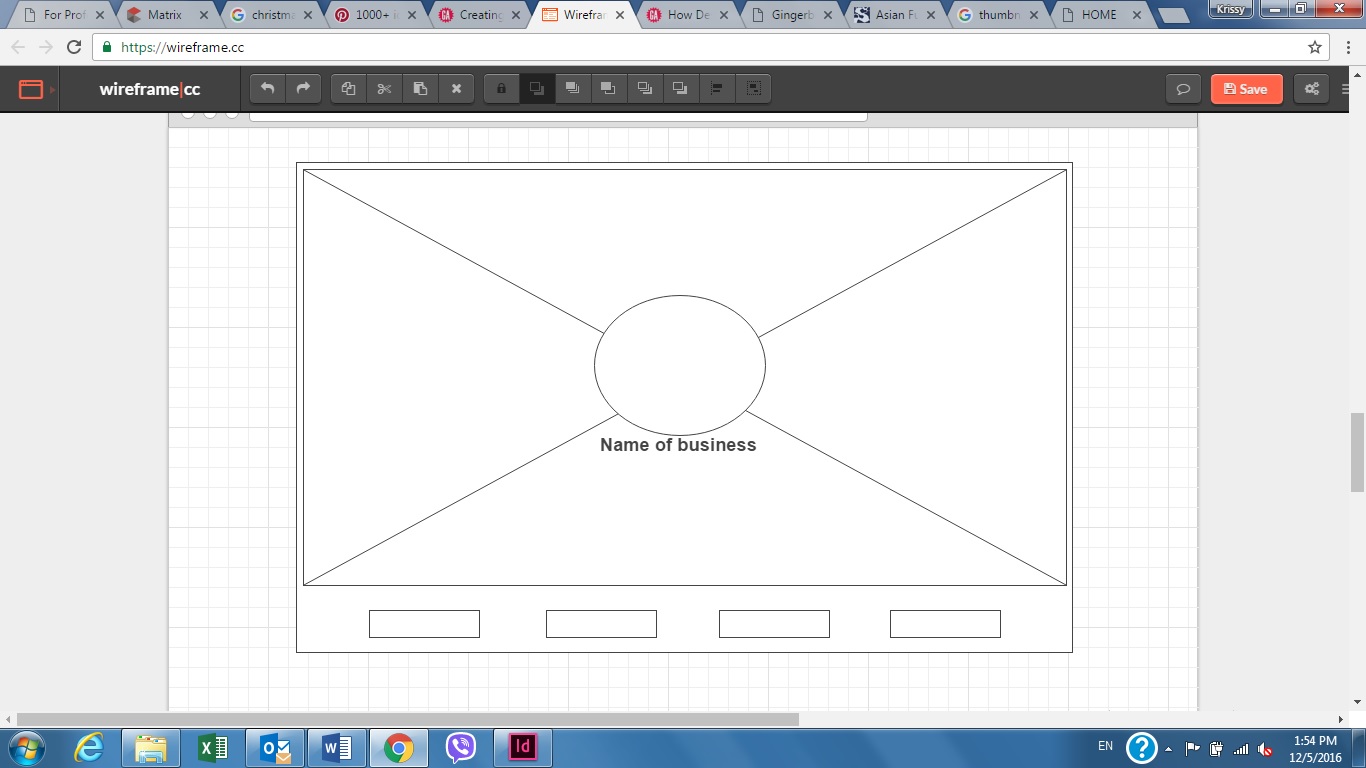 For Prof
Matrix
christma
1000+ i
Creating
Wirefra
How De
Gingerb
Asian Fu
thumbn
HOME
Krissy
https://wireframe.cc
wireframe|cc
Save
Name of business
EN
1:54 PM
12/5/2016